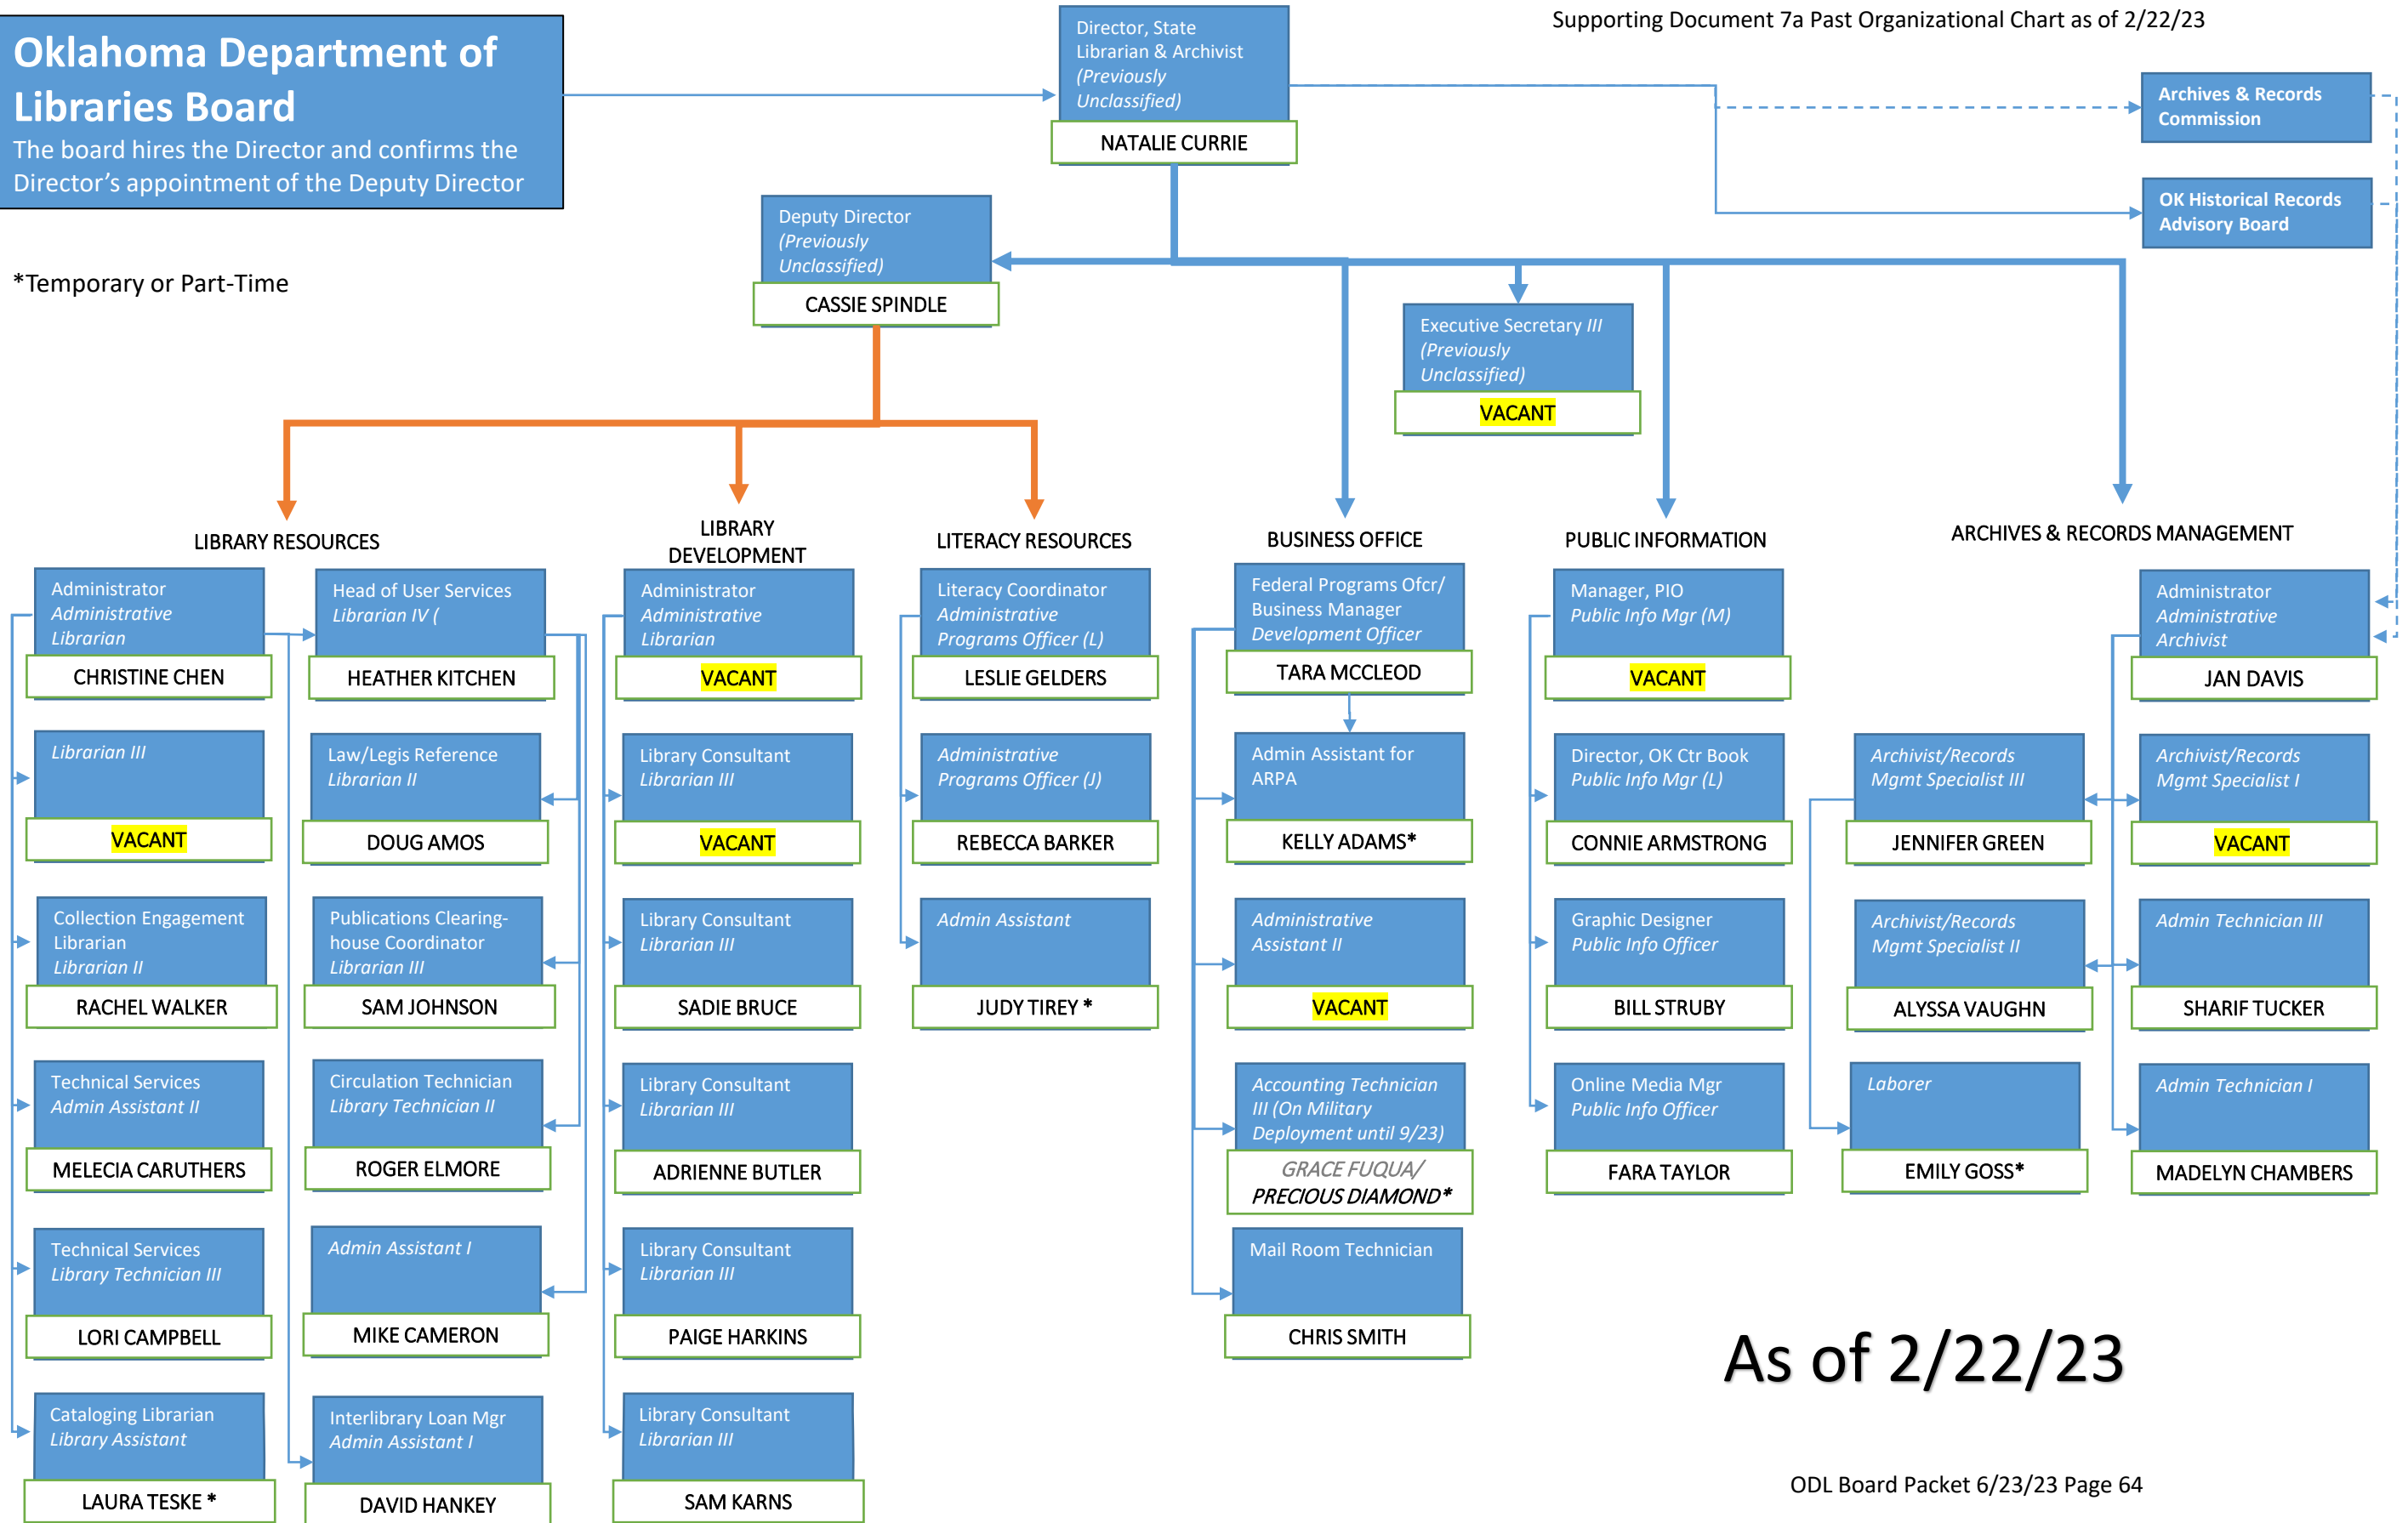 Supporting Document 7a Past Organizational Chart as of 2/22/23
Oklahoma Department of
Libraries Board
The board hires the Director and confirms the
Director's appointment of the Deputy Director
*Temporary or Part-Time
Director, State
Librarian & Archivist
(Previously
Unclassified)
NATALIE CURRIE
Archives & Records
Commission
OK Historical Records
Advisory Board
Deputy Director
(Previously
Unclassified)
CASSIE SPINDLE
Executive Secretary III
(Previously
Unclassified)
VACANT
LIBRARY RESOURCES
Administrator
Administrative
Librarian
CHRISTINE CHEN
Librarian III
VACANT
Collection Engagement
Librarian
Librarian II
RACHEL WALKER
Technical Services
Admin Assistant II
MELECIA CARUTHERS
Technical Services
Library Technician III
LORI CAMPBELL
Cataloging Librarian
Library Assistant
LAURA TESKE *
Head of User Services
Librarian IV (
HEATHER KITCHEN
Law/Legis Reference
Librarian II
DOUG AMOS
Publications Clearing-
house Coordinator
Librarian III
SAM JOHNSON
Circulation Technician
Library Technician II
ROGER ELMORE
Admin Assistant I
MIKE CAMERON
Interlibrary Loan Mgr
Admin Assistant I
DAVID HANKEY
LIBRARY
DEVELOPMENT
Administrator
Administrative
Librarian
VACANT
Library Consultant
Librarian III
VACANT
Library Consultant
Librarian III
SADIE BRUCE
Library Consultant
Librarian III
ADRIENNE BUTLER
Library Consultant
Librarian III
PAIGE HARKINS
Library Consultant
Librarian III
SAM KARNS
LITERACY RESOURCES
Literacy Coordinator
Administrative
Programs Officer (L)
LESLIE GELDERS
Administrative
Programs Officer (J)
REBECCA BARKER
Admin Assistant
JUDY TIREY *
BUSINESS OFFICE
Federal Programs Ofcr/
Business Manager
Development Officer
TARA MCCLEOD
Admin Assistant for
ARPA
KELLY ADAMS*
Administrative
Assistant II
VACANT
Accounting Technician
III (On Military
Deployment until 9/23)
GRACE FUQUA/
PRECIOUS DIAMOND*
Mail Room Technician
CHRIS SMITH
PUBLIC INFORMATION
Manager, PIO
Public Info Mgr (M)
VACANT
Director, OK Ctr Book
Public Info Mgr (L)
CONNIE ARMSTRONG
Graphic Designer
Public Info Officer
BILL STRUBY
Online Media Mgr
Public Info Officer
FARA TAYLOR
ARCHIVES & RECORDS MANAGEMENT
Administrator
Administrative
Archivist
JAN DAVIS
Archivist/Records
Mgmt Specialist III
JENNIFER GREEN
Archivist/Records
Mgmt Specialist I
VACANT
Archivist/Records
Mgmt Specialist II
ALYSSA VAUGHN
Admin Technician III
SHARIF TUCKER
Laborer
EMILY GOSS*
Admin Technician I
MADELYN CHAMBERS
As of 2/22/23
ODL Board Packet 6/23/23 Page 64